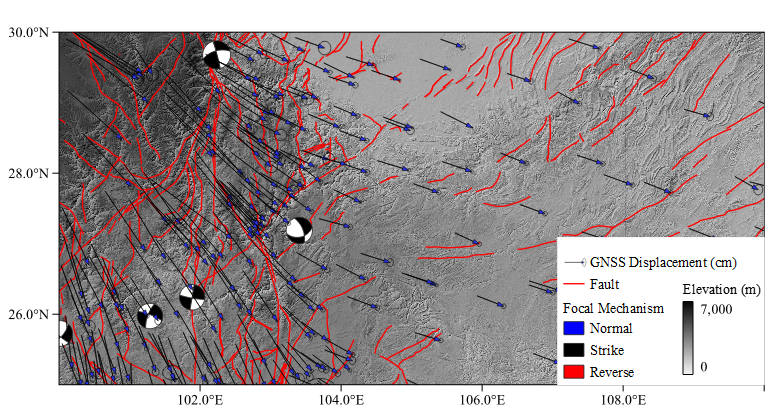 30.0°N
28.0°N
26.0°N
GNSS Displacement (cm)
Fault
Focal Mechanism
Normal
Strike
Reverse
Elevation (m)
7,000
0
102.0°E
104.0°E
106.0°E
108.0°E